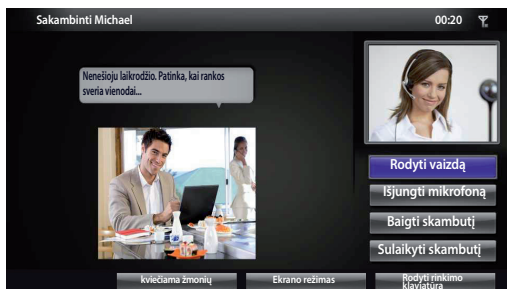 Sakambinti Michael
00:20
Nenešioju laikrodžio. Patinka, kai rankos
sveria vienodai...
Rodyti vaizdą
Išjungti mikrofoną
Baigti skambutį
Sulaikyti skambutį
kviečiama žmonių
Ekrano režimas
Rodyti rinkimo
klaviatūra